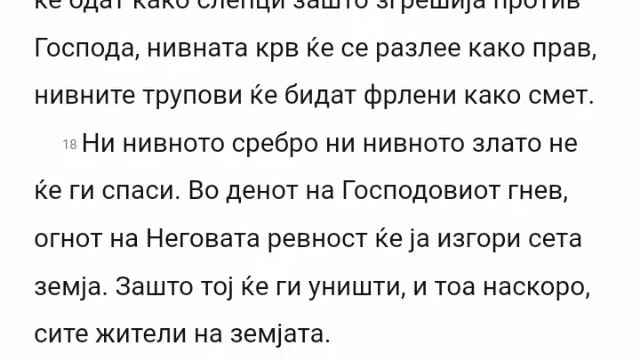 ќе одат како слепци зашто згрешија против
Господа, нивната крв ќе се разлее како прав,
нивните трупови ќе бидат фрлени како смет.
18 Ни нивното сребро ни нивното злато не
ќе ги спаси. Во денот на Господовиот гнев,
огнот на Неговата ревност ќе ја изгори сета
земја. Зашто тој ќе ги уништи, и тоа наскоро,
сите жители на земјата.